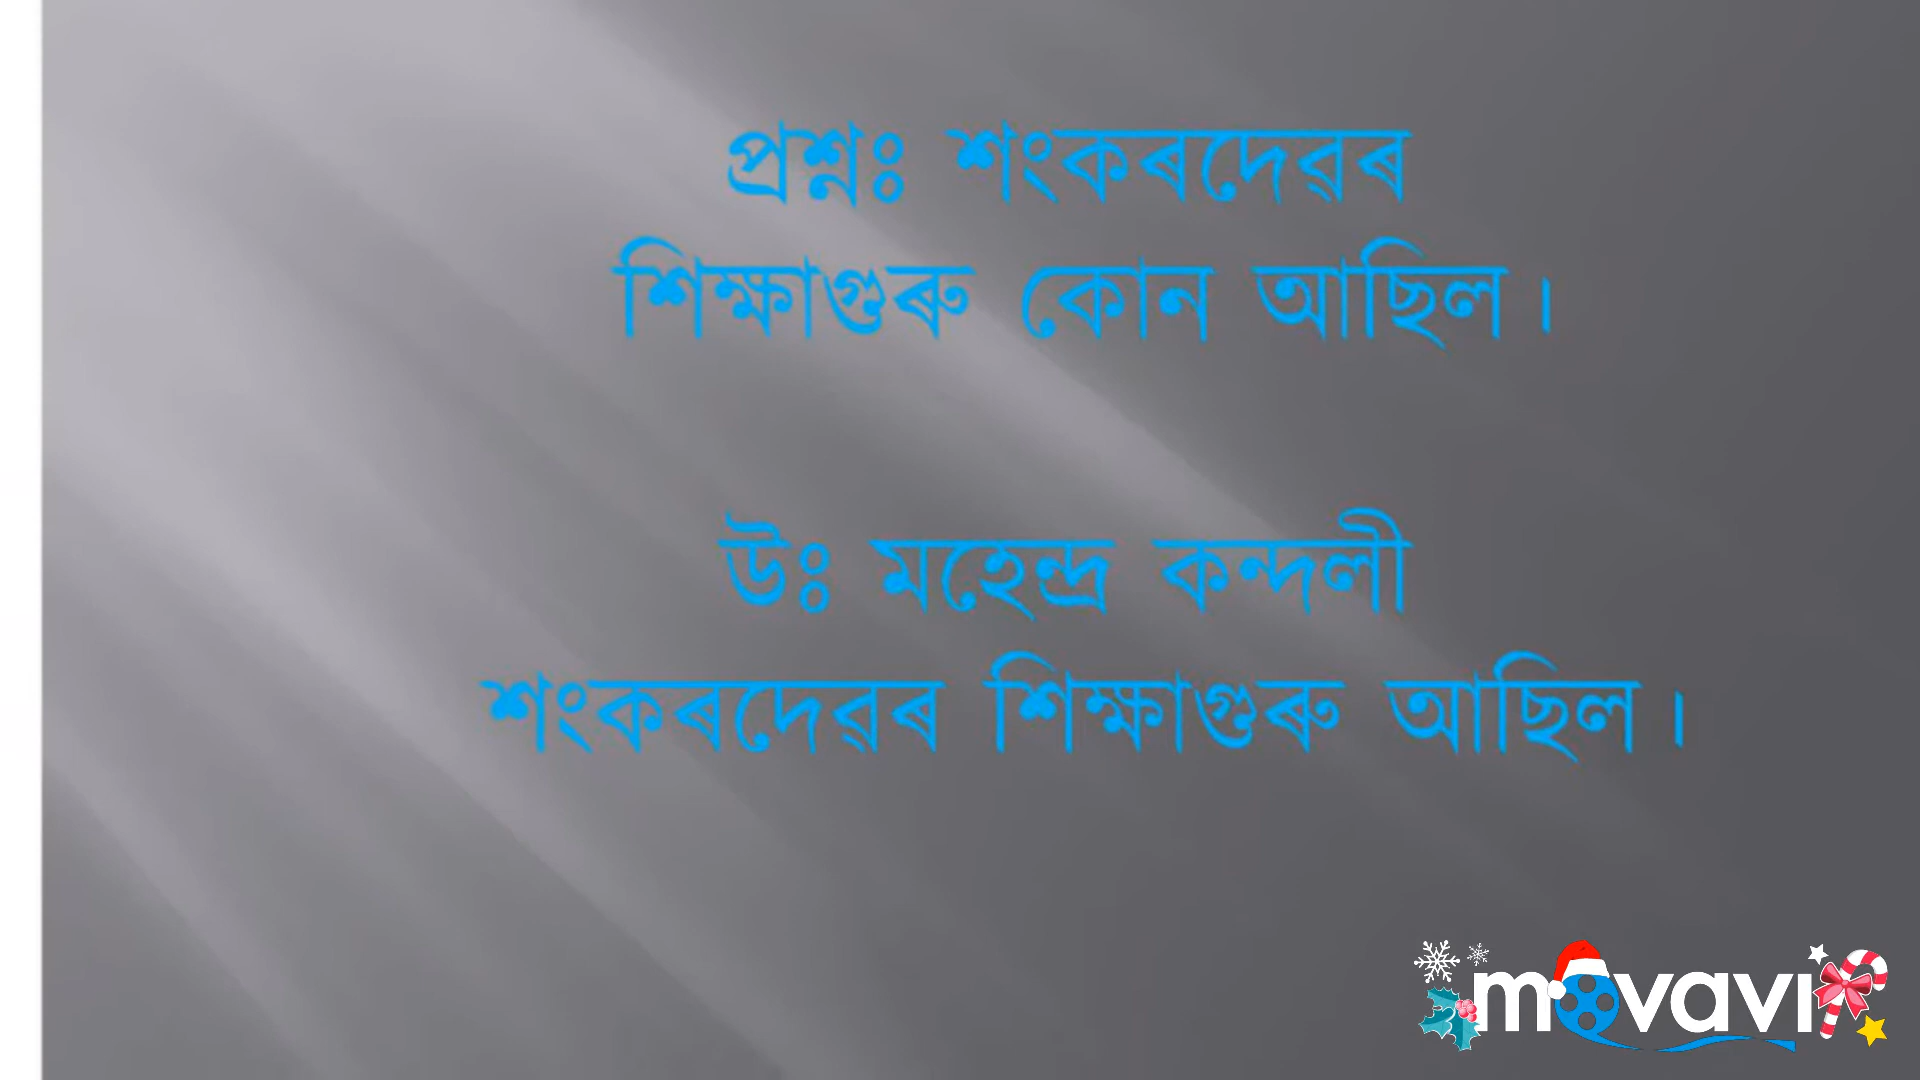 প্ৰশ্নঃ শংকৰদেৱৰ
শিক্ষাগুৰু কোন আছিল।
উঃ মহেন্দ্ৰ কন্দলী
শংকৰদেৱৰ শিক্ষাগুৰু আছিল।
movavi